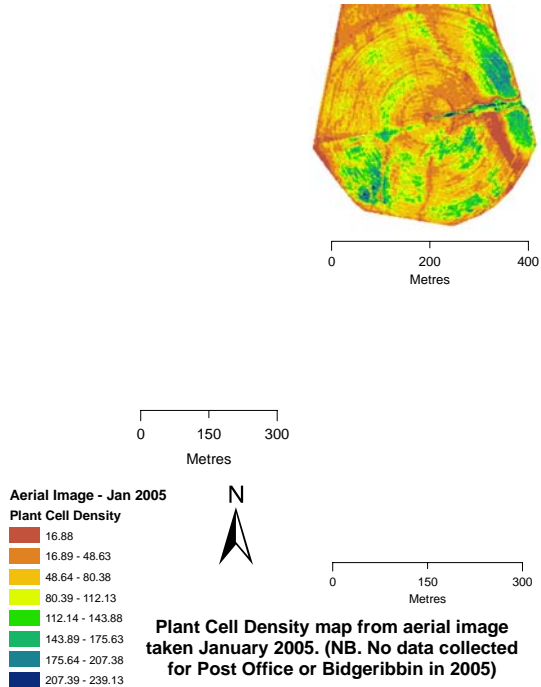 0 200 400
Metres
0 150 300
Metres
Aerial Image - Jan 2005
Plant Cell Density
16.88
16.89 - 48.63
48.64 - 80.38
80.39 - 112.13
112.14 - 143.88
143.89 - 175.63
175.64 - 207.38
207.39 - 239.13
N
0 150 300
Metres
Plant Cell Density map from aerial image
taken January 2005. (NB. No data collected
for Post Office or Bidgeribbin in 2005)